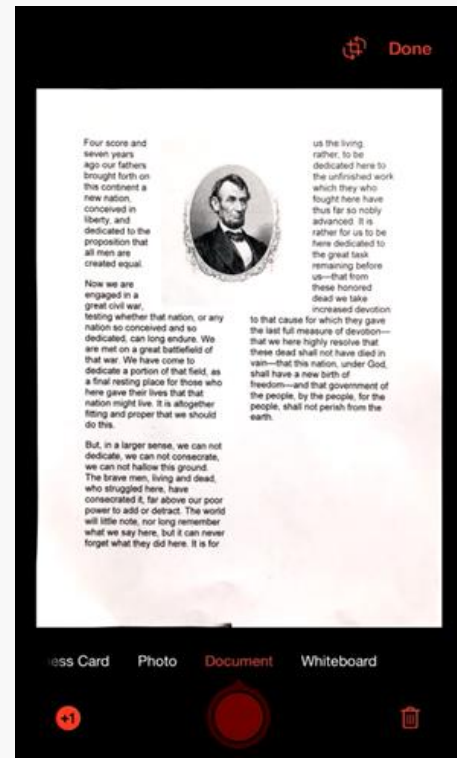 Done
Four score and
seven years
ago our fathers
brought forth on
this continent a
new nation,
conceived in
liberty, and
dedicated to the
proposition that
all men are
created equal.
Now we are
engaged in a
great civil war,
testing whether that nation, or any
nation so conceived and so
dedicated, can long endure. We
are met on a great battlefield of
that war. We have come to
dedicate a portion of that field, as
a final resting place for those who
here gave their lives that that
nation might live. It is altogether
fitting and proper that we should
do this.
But, in a larger sense, we can not
dedicate, we can not consecrate,
we can not hallow this ground.
The brave men, living and dead,
who struggled here, have
consecrated it, far above our poor
power to add or detract. The world
will little note, nor long remember
what we say here, but it can never
forget what they did here. It is for
us the living,
rather, to be
dedicated here to
the unfinished work
which they who
fought here have
thus far so nobly
advanced. It is
rather for us to be
here dedicated to
the great task
remaining before
us—that from
these honored
dead we take
increased devotion
to that cause for which they gave
the last full measure of devotion—
that we here highly resolve that
these dead shall not have died in
vain—that this nation, under God,
shall have a new birth of
freedom—and that government of
the people, by the people, for the
people, shall not perish from the
earth.
ess Card Photo Document Whiteboard
+1